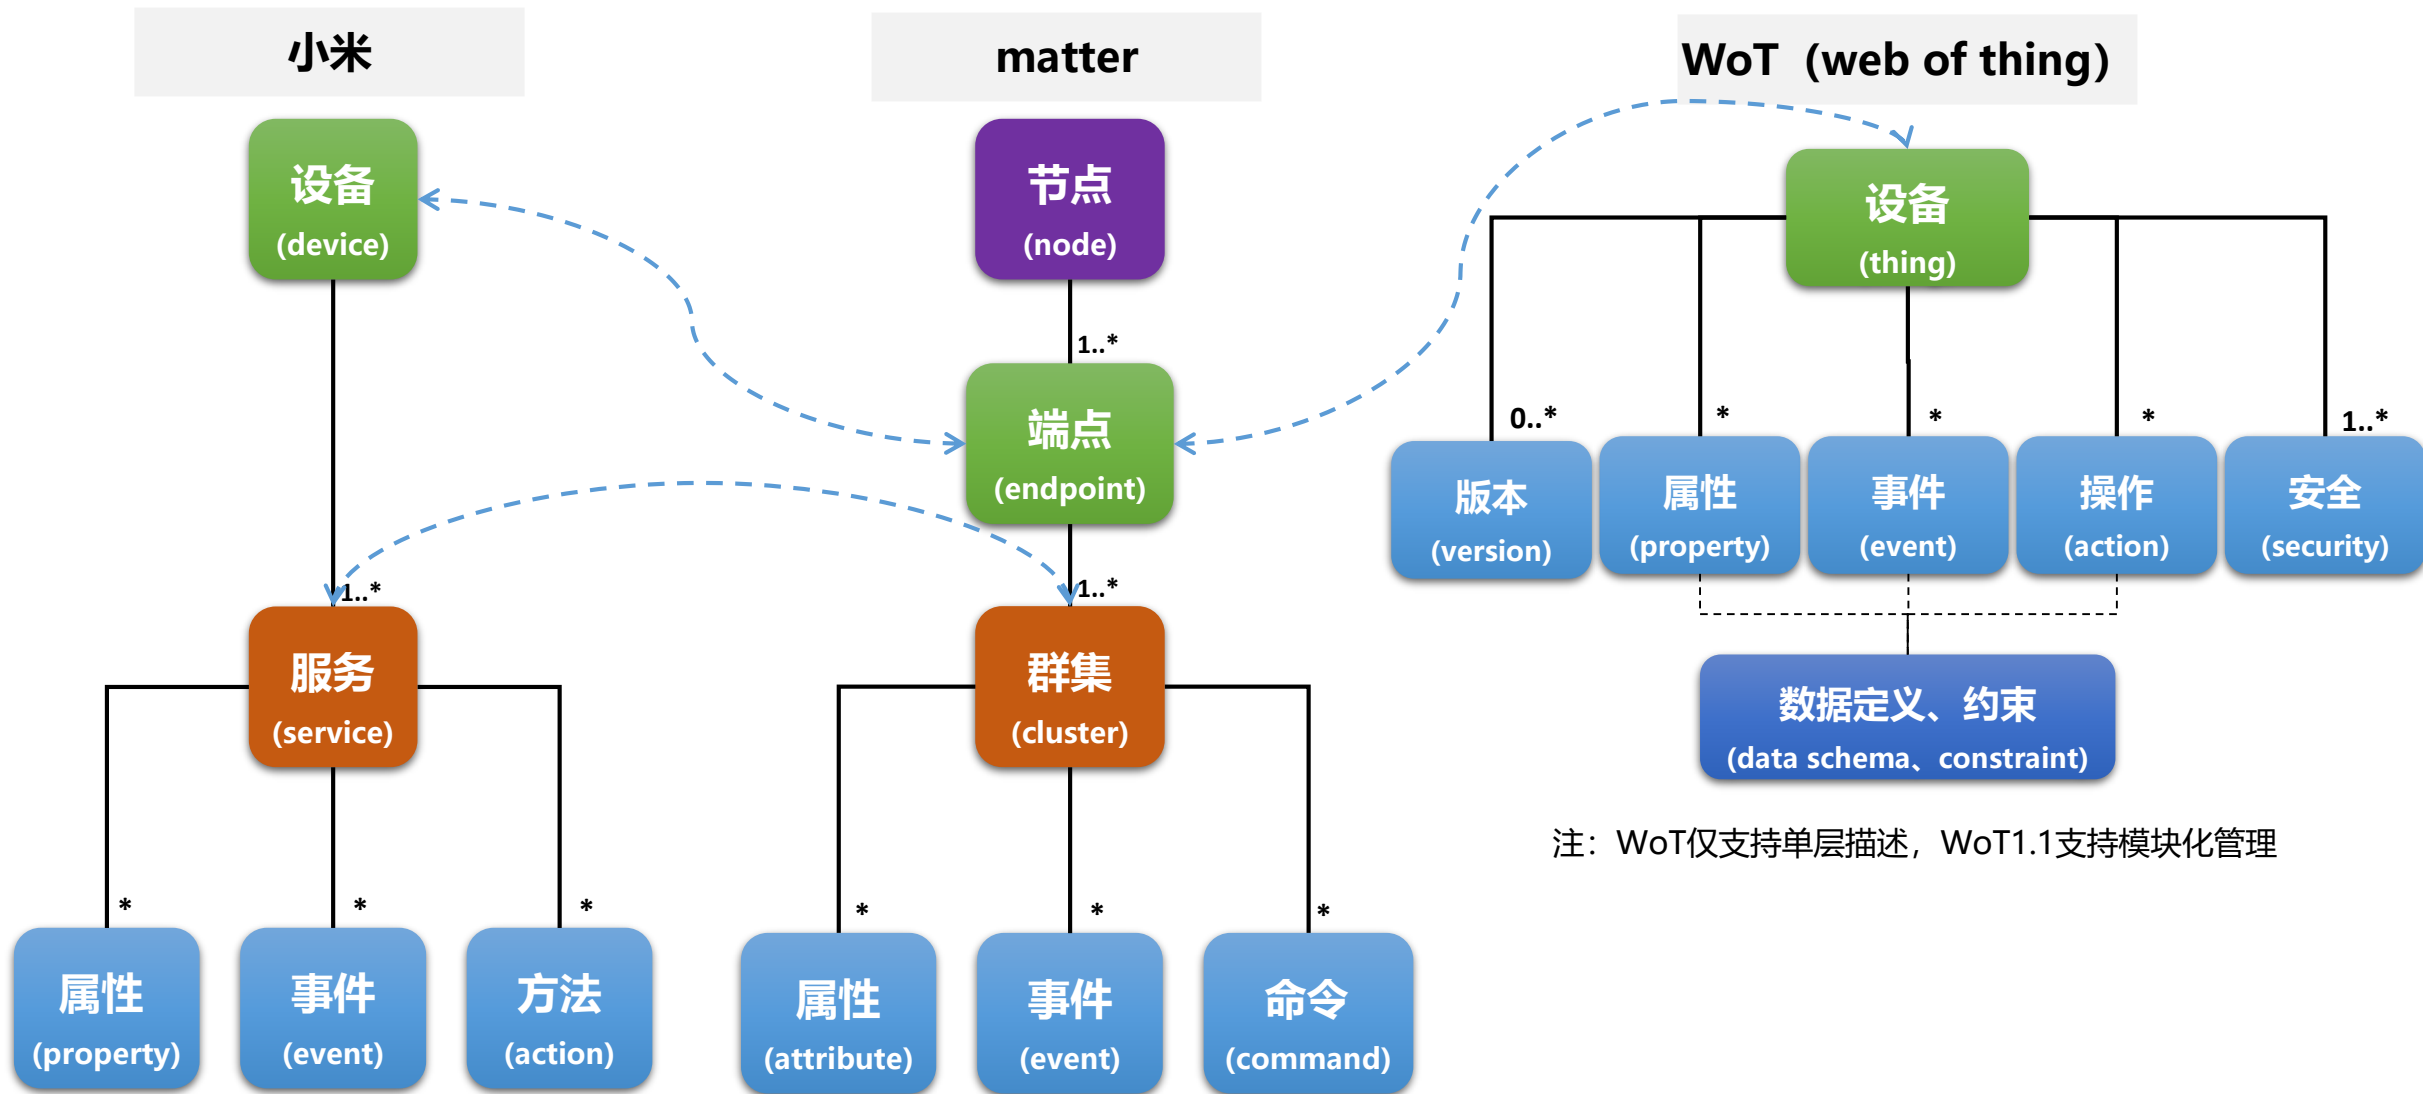 小米
设备
(device)
1..*
服务
(service)
*
*
*
属性
(property)
事件
(event)
方法
(action)
matter
节点
(node)
1..*
端点
(endpoint)
1..*
群集
(cluster)
*
*
*
属性
(attribute)
事件
(event)
命令
(command)
WoT（web of thing）
设备
(thing)
0..*
*
*
*
1..*
版本
(version)
属性
(property)
事件
(event)
操作
(action)
安全
(security)
数据定义、约束
(data schema、constraint)
注：WoT仅支持单层描述，WoT1.1支持模块化管理